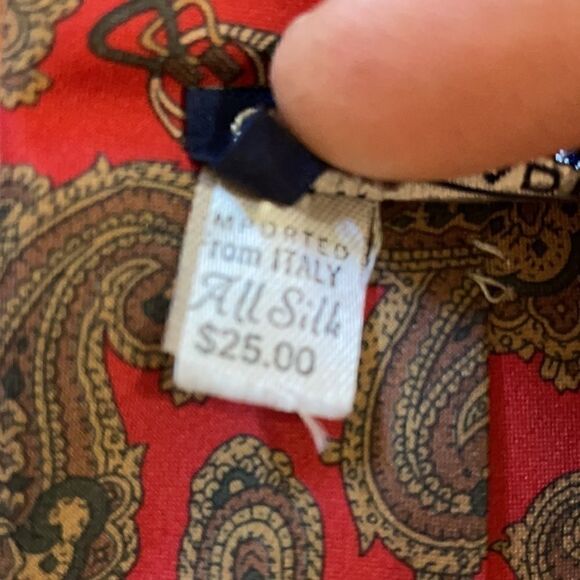 IMPORTED
from ITALY
All Silk
$25.00